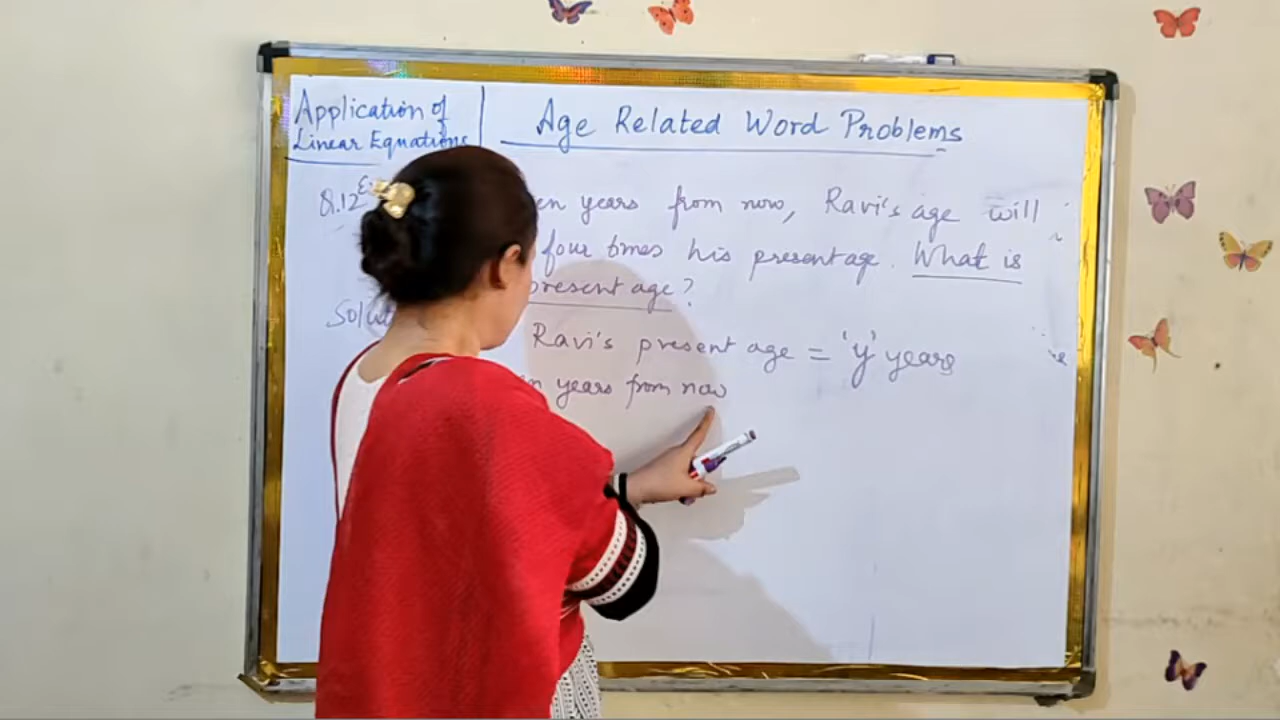 Application of
Linear Equations
Age Related Word Problems
Q.12 years from now, Ravi's age will
four times his present age. What is
present age?
Ravi's present age = 'y' years
years from now